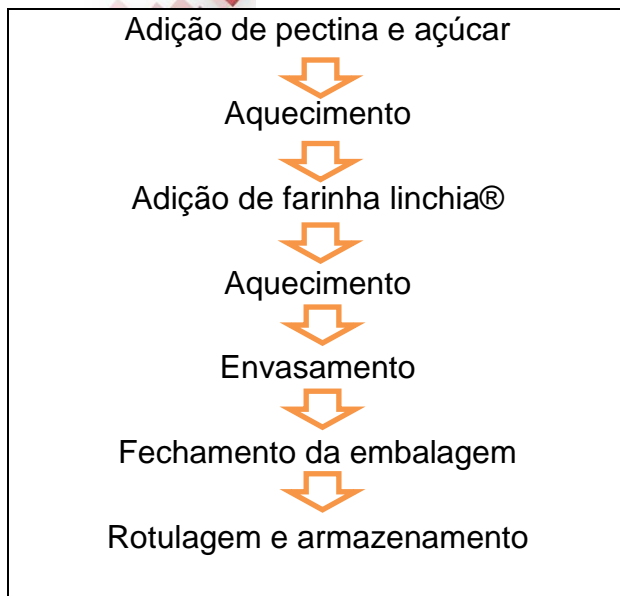 Adição de pectina e açúcar
Aquecimento
Adição de farinha linchia®
Aquecimento
Envasamento
Fechamento da embalagem
Rotulagem e armazenamento